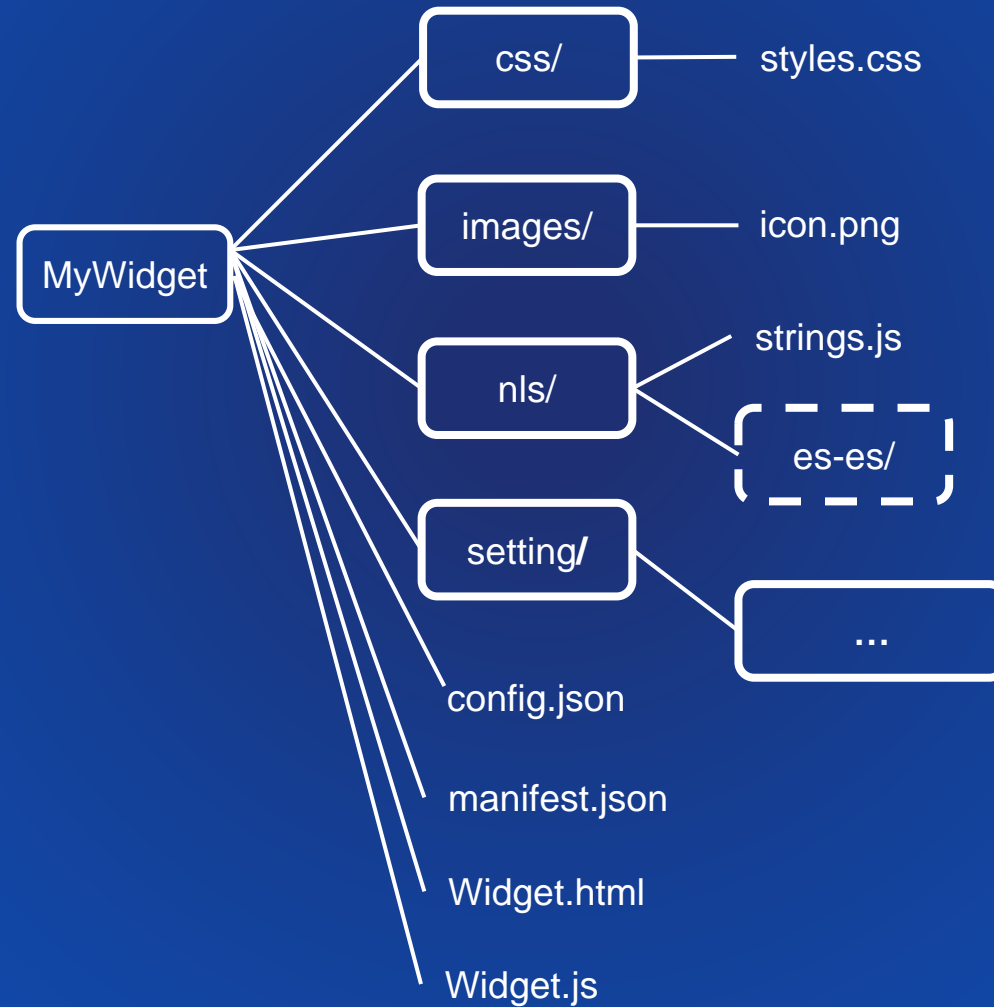 css/
styles.css
images/
icon.png
MyWidget
strings.js
nls/
es-es/
setting/
...
config.json
manifest.json
Widget.html
Widget.js